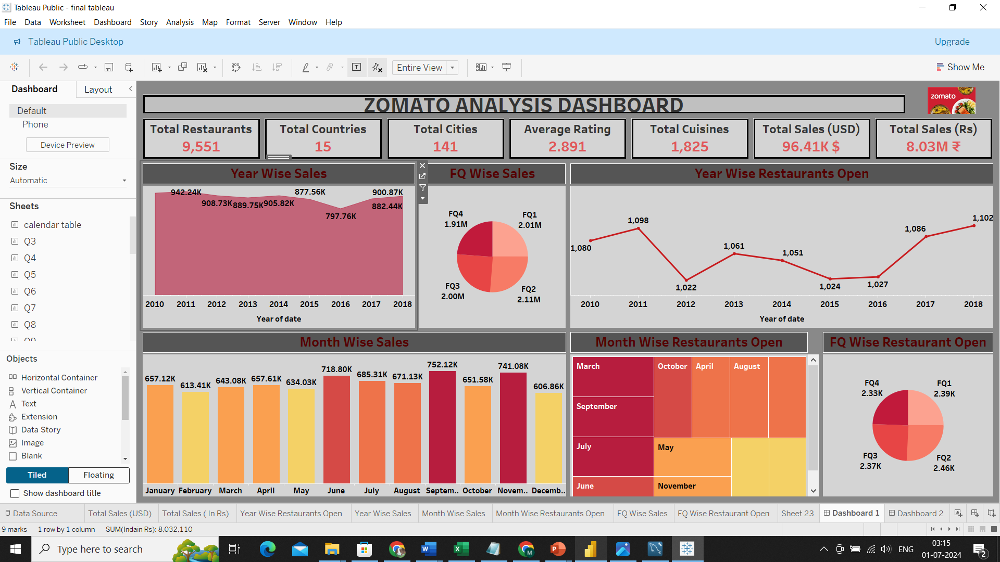 Tableau Public - final tableau
File Data Worksheet Dashboard Story Analysis Map Format Server Window Help
Tableau Public Desktop
Upgrade
Entire View
Show Me
Dashboard
Layout
Default
Phone
Device Preview
Size
Automatic
Sheets
calendar table
Q3
Q4
Q5
Q6
Q7
Q8
Objects
Horizontal Container
Vertical Container
Text
Extension
Data Story
Image
Blank
Tiled
Floating
Show dashboard title
ZOMATO ANALYSIS DASHBOARD
zomato
Total Restaurants
9,551
Total Countries
15
Total Cities
141
Average Rating
2.891
Total Cuisines
1,825
Total Sales (USD)
96.41K $
Total Sales (Rs)
8.03M ₹
Year Wise Sales
942.24K
908.73K
889.75K
905.82K
877.56K
797.76K
900.87K
882.44K
2010 2011 2012 2013 2014 2015 2016 2017 2018
Year of date
FQ Wise Sales
FQ4
1.91M
FQ1
2.01M
FQ3
2.00M
FQ2
2.11M
Year Wise Restaurants Open
1,080
1,098
1,022
1,061
1,051
1,024
1,027
1,086
1,102
2010 2011 2012 2013 2014 2015 2016 2017 2018
Year of date
Month Wise Sales
657.12K
613.41K
643.08K
657.61K
634.03K
718.80K
685.31K
671.13K
752.12K
651.58K
741.08K
606.86K
January February March April May June July August Septem.. October Novem.. Decemb..
Month Wise Restaurants Open
March
September
July
June
October
April
August
May
November
FQ Wise Restaurant Open
FQ4
2.33K
FQ1
2.39K
FQ3
2.37K
FQ2
2.46K
Data Source
Total Sales (USD)
Total Sales ( In Rs)
Year Wise Restaurants Open
Year Wise Sales
Month Wise Sales
Month Wise Restaurants Open
FQ Wise Sales
FQ Wise Restaurant Open
Sheet 23
Dashboard 1
Dashboard 2
9 marks 1 row by 1 column SUM(Indain Rs): 8,032,110
Type here to search
ENG
03:15
01-07-2024
2